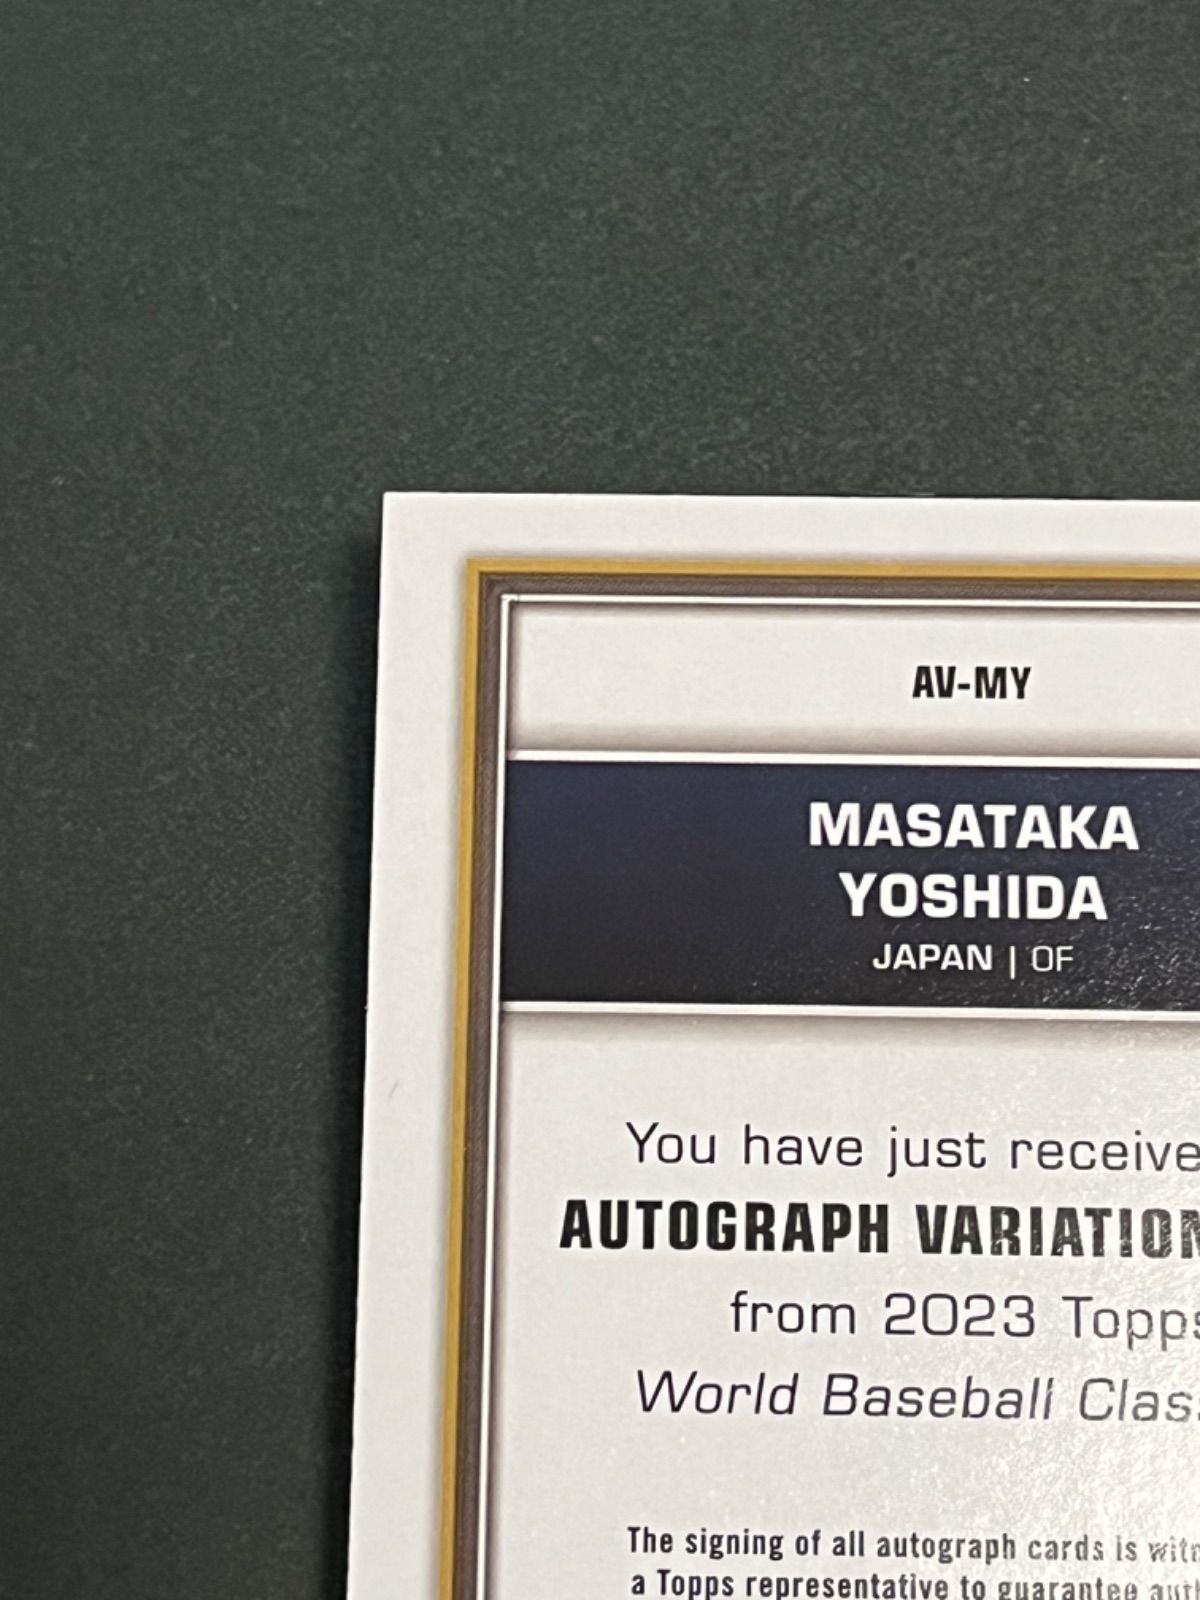 AV-MY
MASATAKA
YOSHIDA
JAPAN | OF
You have just receive
AUTOGRAPH VARIATION
from 2023 Topps
World Baseball Clas
The signing of all autograph cards is
a Topps representative to guarantee